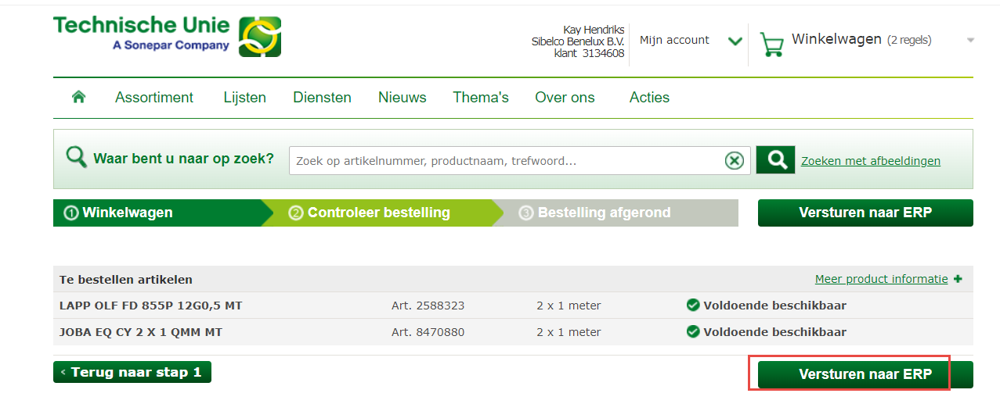 Technische Unie
A Sonepar Company
Kay Hendriks
Sibelco Benelux B.V.
klant 3134608
Mijn account
Winkelwagen (2 regels)
Assortiment Lijsten Diensten Nieuws Thema's Over ons Acties
Waar bent u naar op zoek? Zoek op artikelnummer, productnaam, trefwoord... Zoeken met afbeeldingen
1 Winkelwagen 2 Controleer bestelling 3 Bestelling afgerond Versturen naar ERP
Te bestellen artikelen Meer product informatie +
LAPP OLF FD 855P 12G0,5 MT Art. 2588323 2 x 1 meter Voldoende beschikbaar
JOBA EQ CY 2 X 1 QMM MT Art. 8470880 2 x 1 meter Voldoende beschikbaar
‹ Terug naar stap 1 Versturen naar ERP